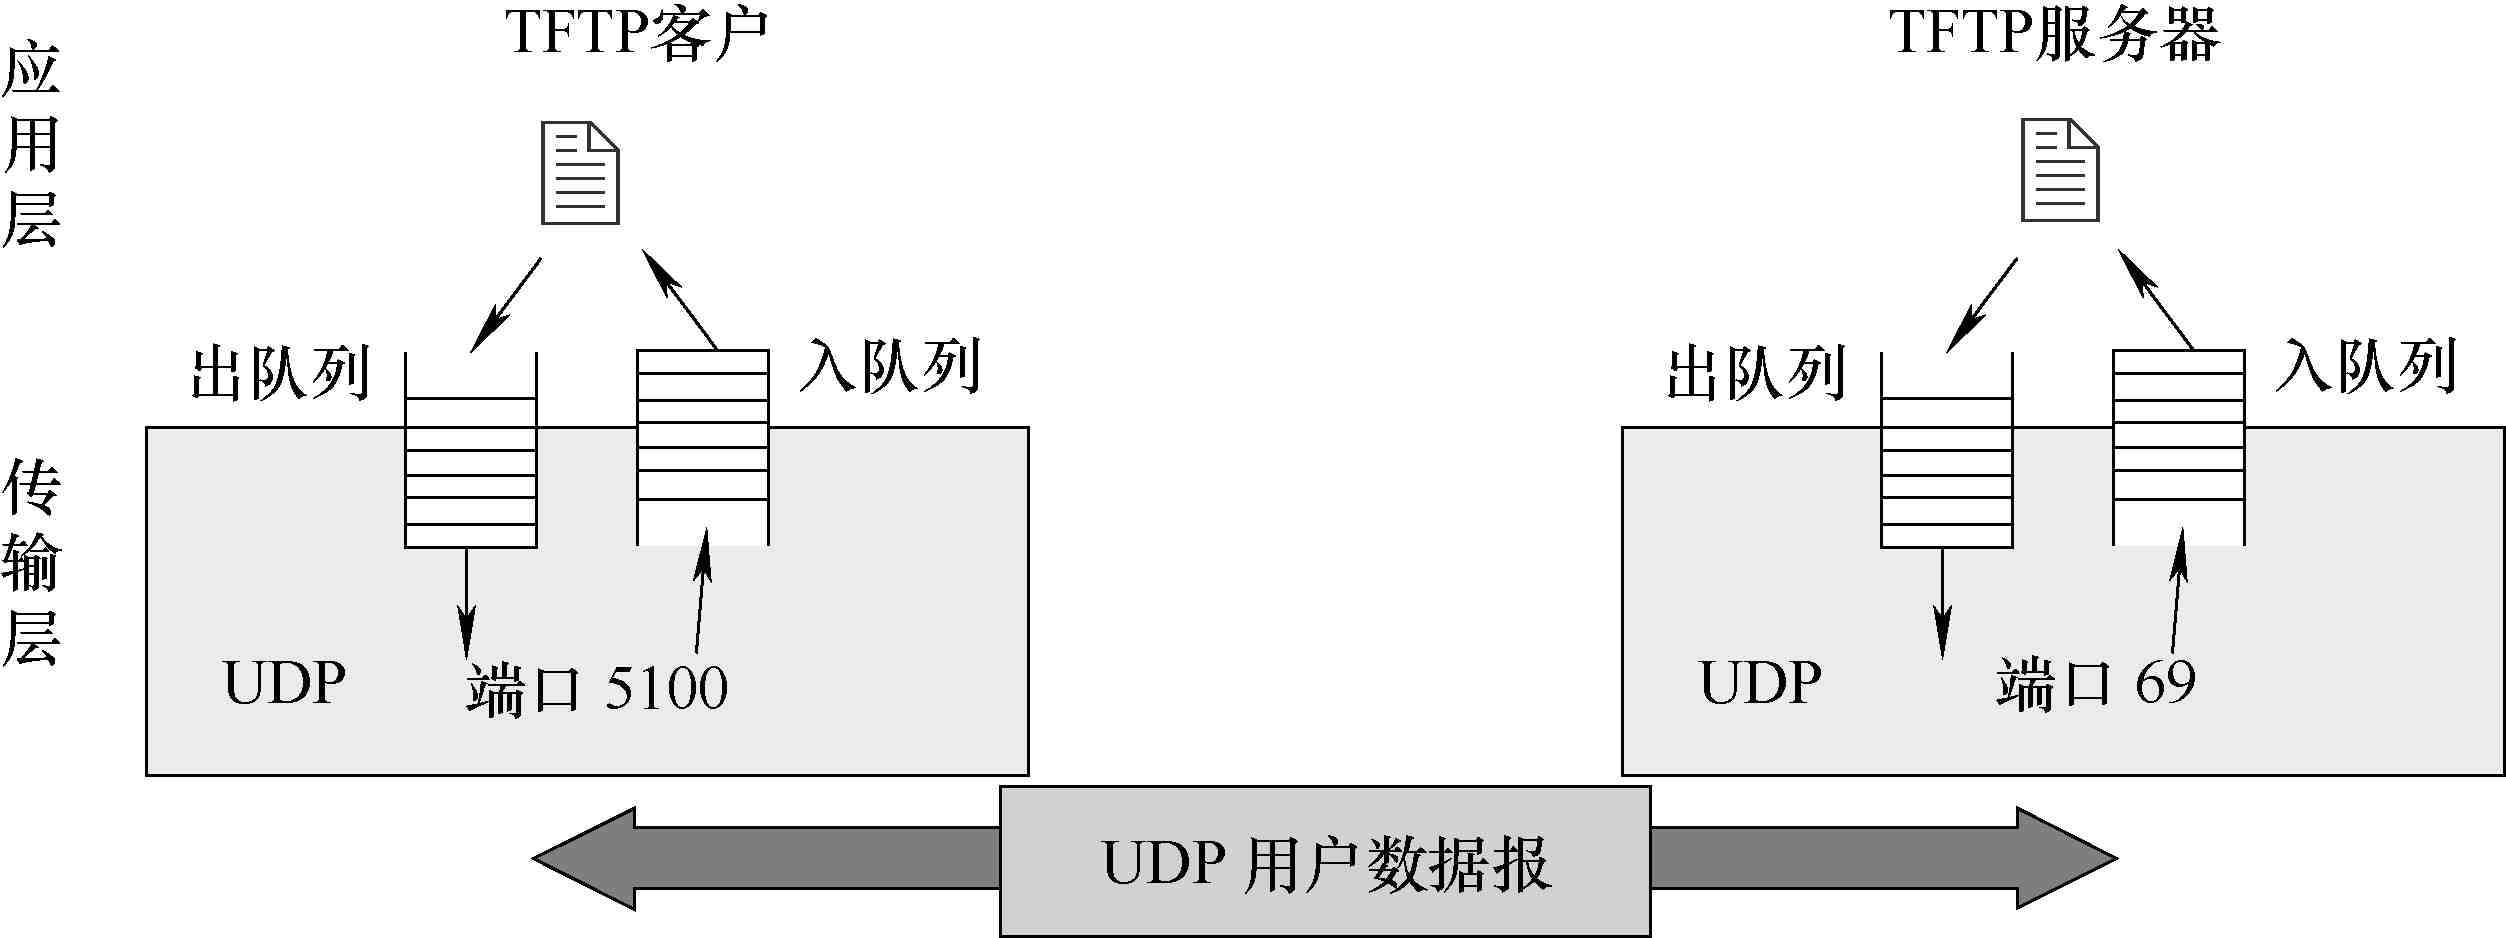 TFTP客户
TFTP服务器
应用层
出队列
入队列
出队列
入队列
传输层
UDP
端口 5100
UDP
端口 69
UDP 用户数据报